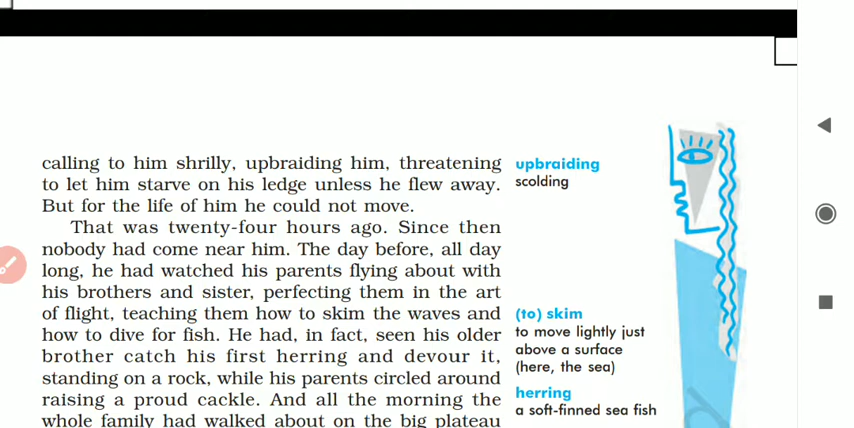 calling to him shrilly, upbraiding him, threatening
to let him starve on his ledge unless he flew away.
But for the life of him he could not move.
That was twenty-four hours ago. Since then
nobody had come near him. The day before, all day
long, he had watched his parents flying about with
his brothers and sister, perfecting them in the art
of flight, teaching them how to skim the waves and
how to dive for fish. He had, in fact, seen his older
brother catch his first herring and devour it,
standing on a rock, while his parents circled around
raising a proud cackle. And all the morning the
whole family had walked about on the big plateau
upbraiding
scolding
(to) skim
to move lightly just
above a surface
(here, the sea)
herring
a soft-finned sea fish